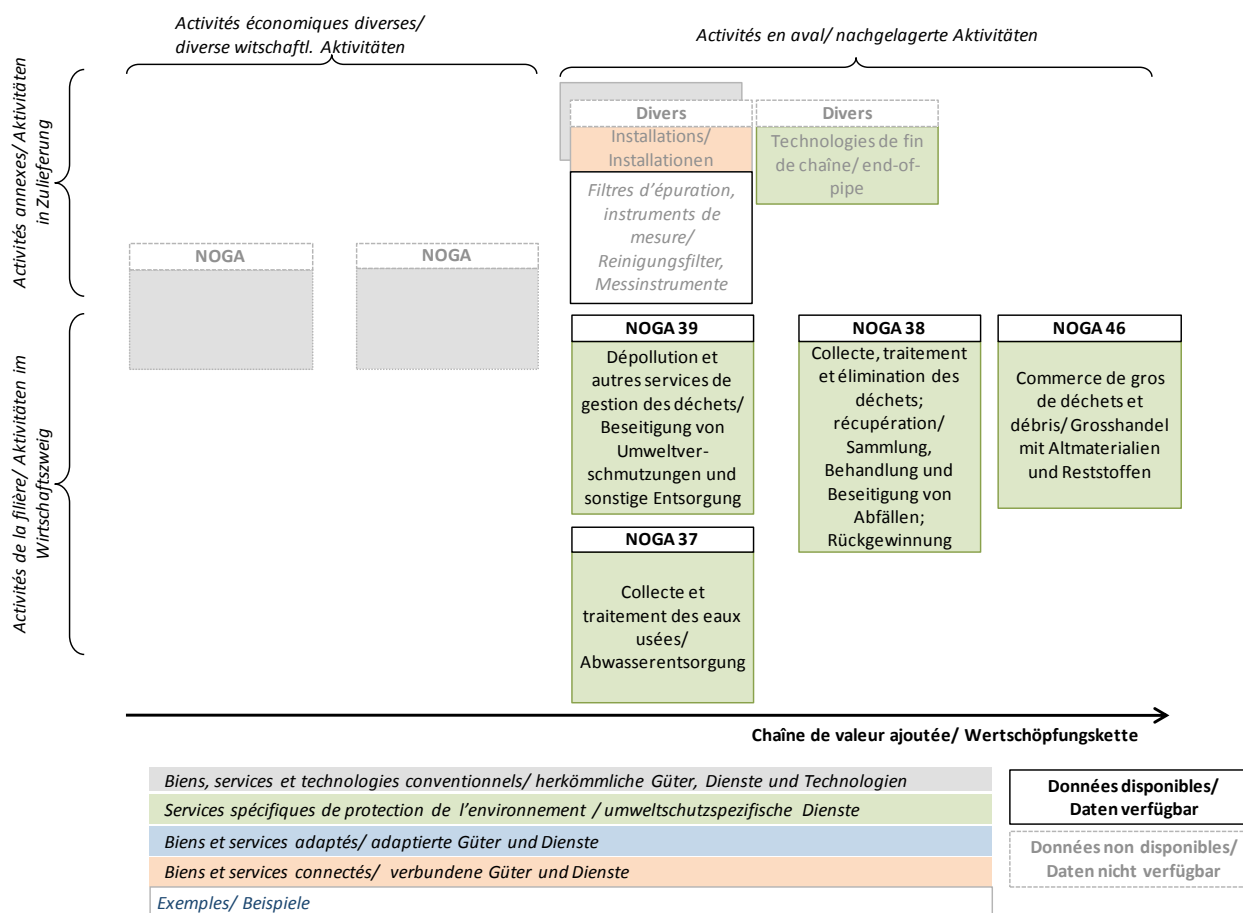 Activités économiques diverses/
diverse witschaftl. Aktivitäten
Activités en aval/ nachgelagerte Aktivitäten
Activités annexes/ Aktivitäten
in Zulieferung
Divers
Installations/
Installationen
Filtres d'épuration,
instruments de
mesure/
Reinigungsfilter,
Messinstrumente
Divers
Technologies de fin
de chaîne/ end-of-
pipe
NOGA
NOGA
Activités de la filière/ Aktivitäten im
Wirtschaftszweig
NOGA 39
Dépollution et
autres services de
gestion des déchets/
Beseitigung von
Umweltver-
schmutzungen und
sonstige Entsorgung
NOGA 38
Collecte, traitement
et élimination des
déchets;
récupération/
Sammlung,
Behandlung und
Beseitigung von
Abfällen;
Rückgewinnung
NOGA 46
Commerce de gros
de déchets et
débris/ Grosshandel
mit Altmaterialien
und Reststoffen
NOGA 37
Collecte et
traitement des eaux
usées/
Abwasserentsorgung
Chaîne de valeur ajoutée/ Wertschöpfungskette
Biens, services et technologies conventionnels/ herkömmliche Güter, Dienste und Technologien
Services spécifiques de protection de l'environnement / umweltschutzspezifische Dienste
Biens et services adaptés/ adaptierte Güter und Dienste
Biens et services connectés/ verbundene Güter und Dienste
Exemples/ Beispiele
Données disponibles/
Daten verfügbar
Données non disponibles/
Daten nicht verfügbar